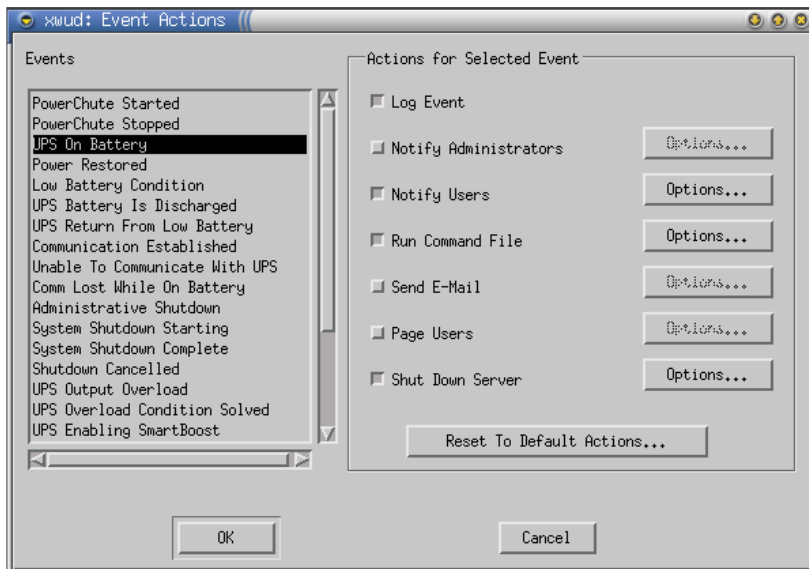 xwud: Event Actions
Events
PowerChute Started
PowerChute Stopped
UPS On Battery
Power Restored
Low Battery Condition
UPS Battery Is Discharged
UPS Return From Low Battery
Communication Established
Unable To Communicate With UPS
Comm Lost While On Battery
Administrative Shutdown
System Shutdown Starting
System Shutdown Complete
Shutdown Cancelled
UPS Output Overload
UPS Overload Condition Solved
UPS Enabling SmartBoost
Actions for Selected Event
Log Event
Notify Administrators Options...
Notify Users Options...
Run Command File Options...
Send E-Mail Options...
Page Users Options...
Shut Down Server Options...
Reset To Default Actions...
OK Cancel